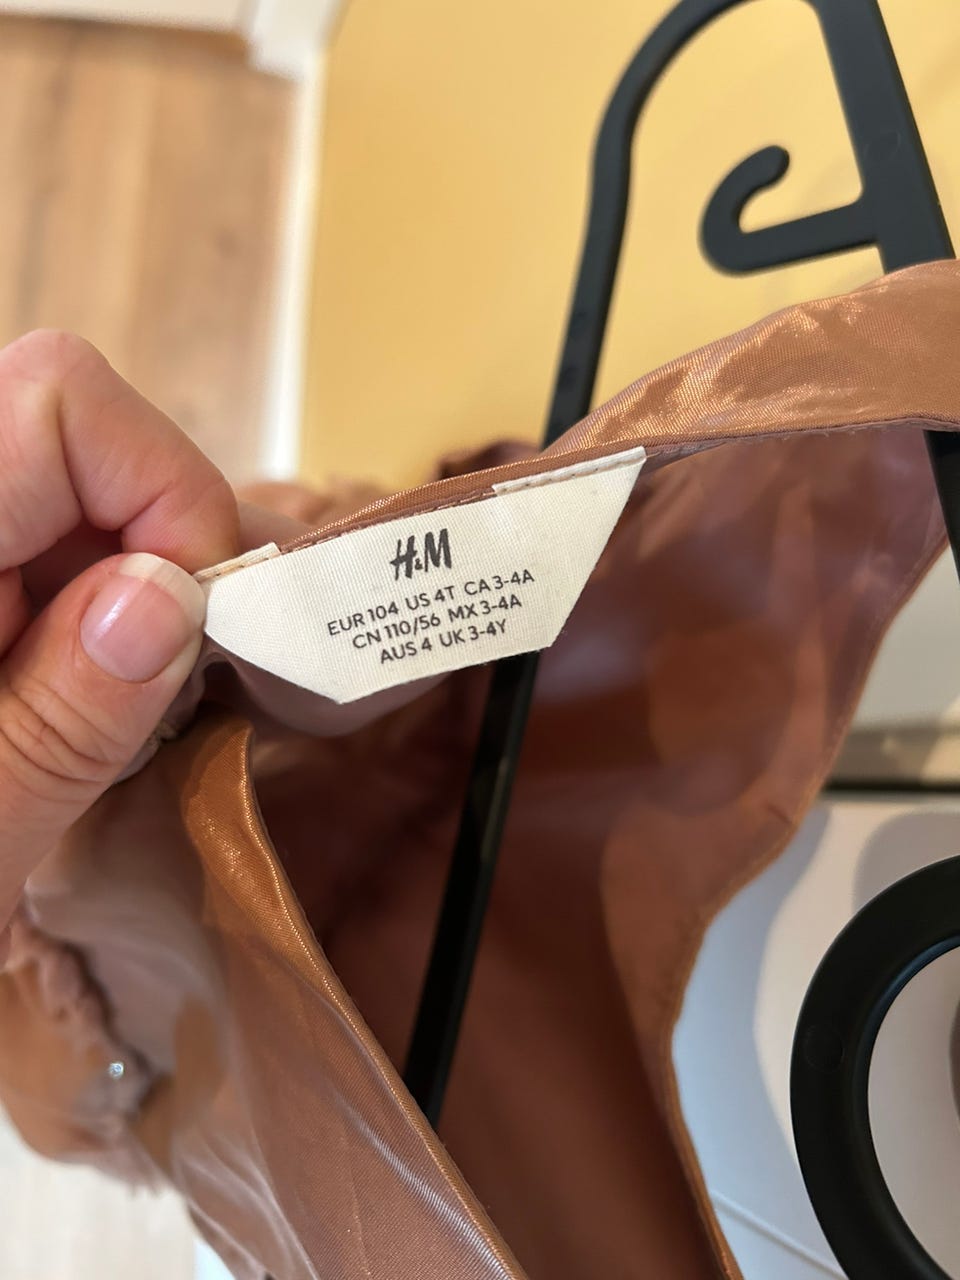 H&M
EUR 104 US 4T CA 3-4A
CN 110/56 MX 3-4A
AUS 4 UK 3-4Y